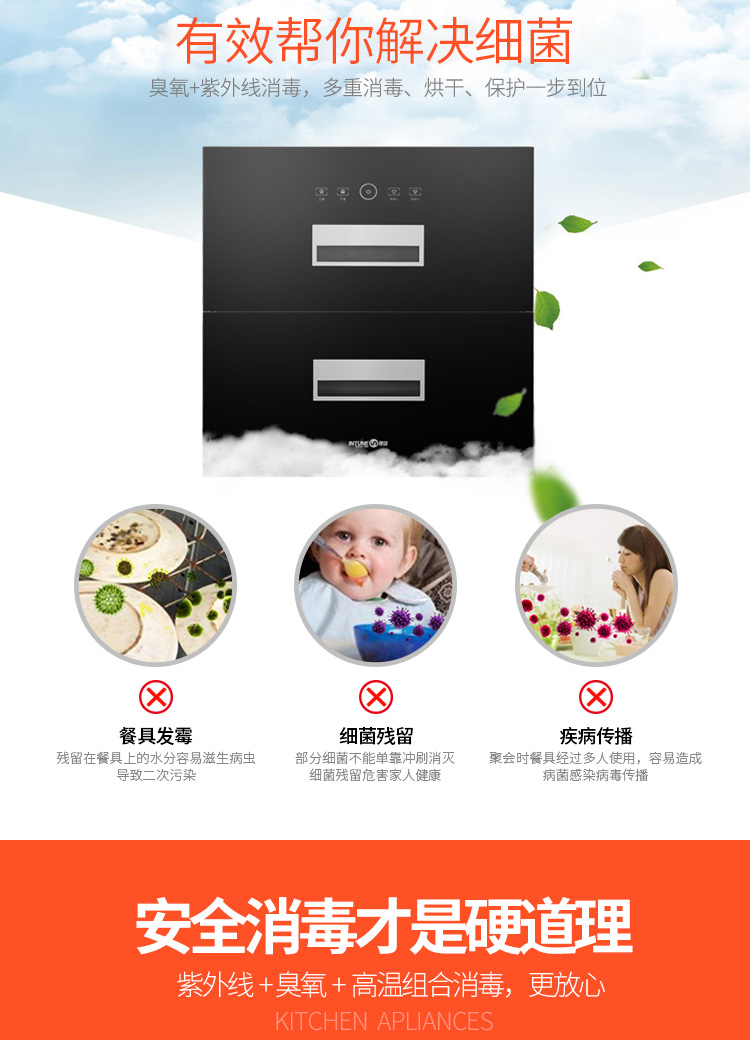 有效帮你解决细菌
臭氧+紫外线消毒，多重消毒、烘干、保护一步到位
INTUNE
餐具发霉
残留在餐具上的水分容易滋生病虫
导致二次污染
细菌残留
部分细菌不能单靠冲刷消灭
细菌残留危害家人健康
疾病传播
聚会时餐具经过多人使用，容易造成
病菌感染病毒传播
安全消毒才是硬道理
紫外线+臭氧+高温组合消毒，更放心
KITCHEN APLIANCES